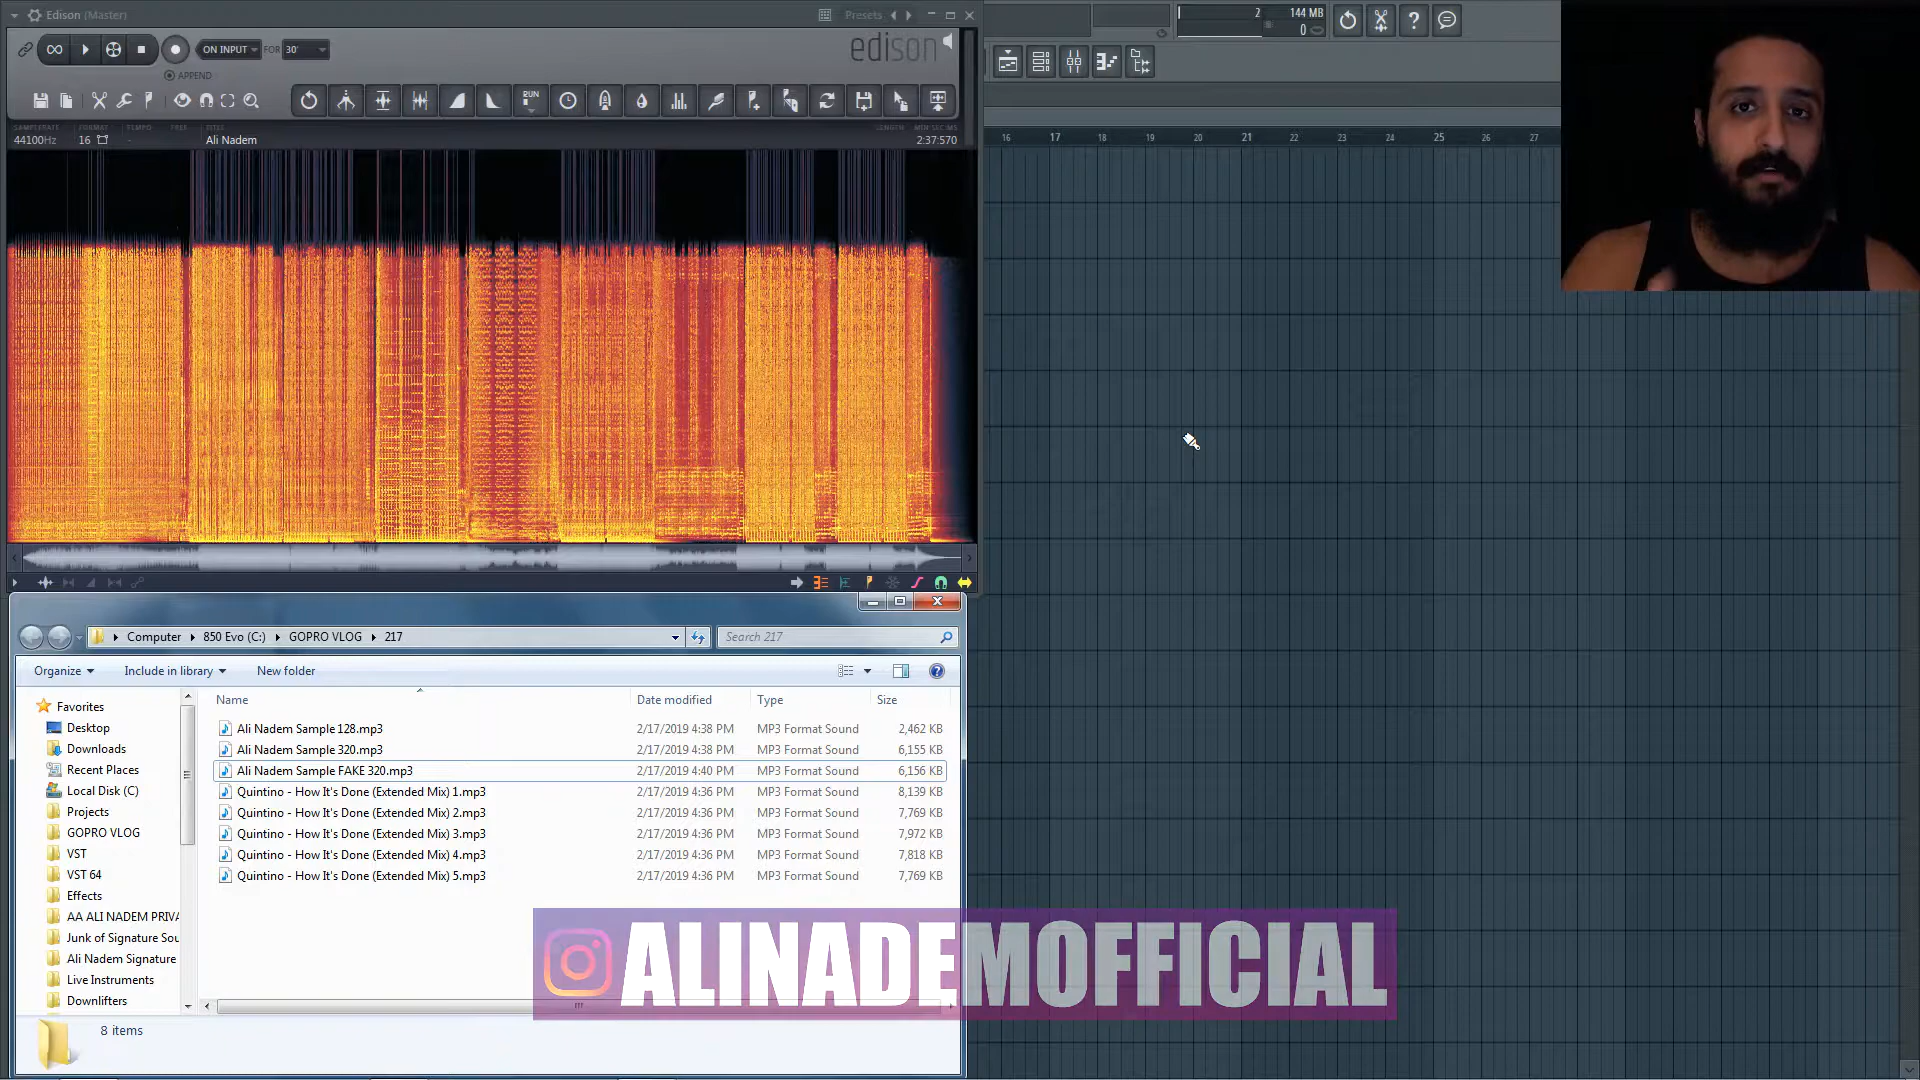 Edison (Master)
Presets
ON INPUT
FOR
30'
edison
APPEND
RUN
SAMPLERATE
FORMAT
TEMPO
FREE
TITLE
LENGTH
44100Hz
16
-
Ali Nadem
2:37:570
2
144 MB
0
16 17 18 19 20 21 22 23 24 25 26 27
Computer
850 Evo (C:)
GOPRO VLOG
217
Search 217
Organize
Include in library
New folder
Favorites
Desktop
Downloads
Recent Places
Local Disk (C)
Projects
GOPRO VLOG
VST
VST 64
Effects
AA ALI NADEM PRIVA
Junk of Signature Sou
Ali Nadem Signature
Live Instruments
Downlifters
Name Date modified Type Size
Ali Nadem Sample 128.mp3 2/17/2019 4:38 PM MP3 Format Sound 2,462 KB
Ali Nadem Sample 320.mp3 2/17/2019 4:38 PM MP3 Format Sound 6,155 KB
Ali Nadem Sample FAKE 320.mp3 2/17/2019 4:40 PM MP3 Format Sound 6,156 KB
Quintino - How It's Done (Extended Mix) 1.mp3 2/17/2019 4:36 PM MP3 Format Sound 8,139 KB
Quintino - How It's Done (Extended Mix) 2.mp3 2/17/2019 4:36 PM MP3 Format Sound 7,769 KB
Quintino - How It's Done (Extended Mix) 3.mp3 2/17/2019 4:36 PM MP3 Format Sound 7,972 KB
Quintino - How It's Done (Extended Mix) 4.mp3 2/17/2019 4:36 PM MP3 Format Sound 7,818 KB
Quintino - How It's Done (Extended Mix) 5.mp3 2/17/2019 4:36 PM MP3 Format Sound 7,769 KB
ALINADEMOFFICIAL
8 items